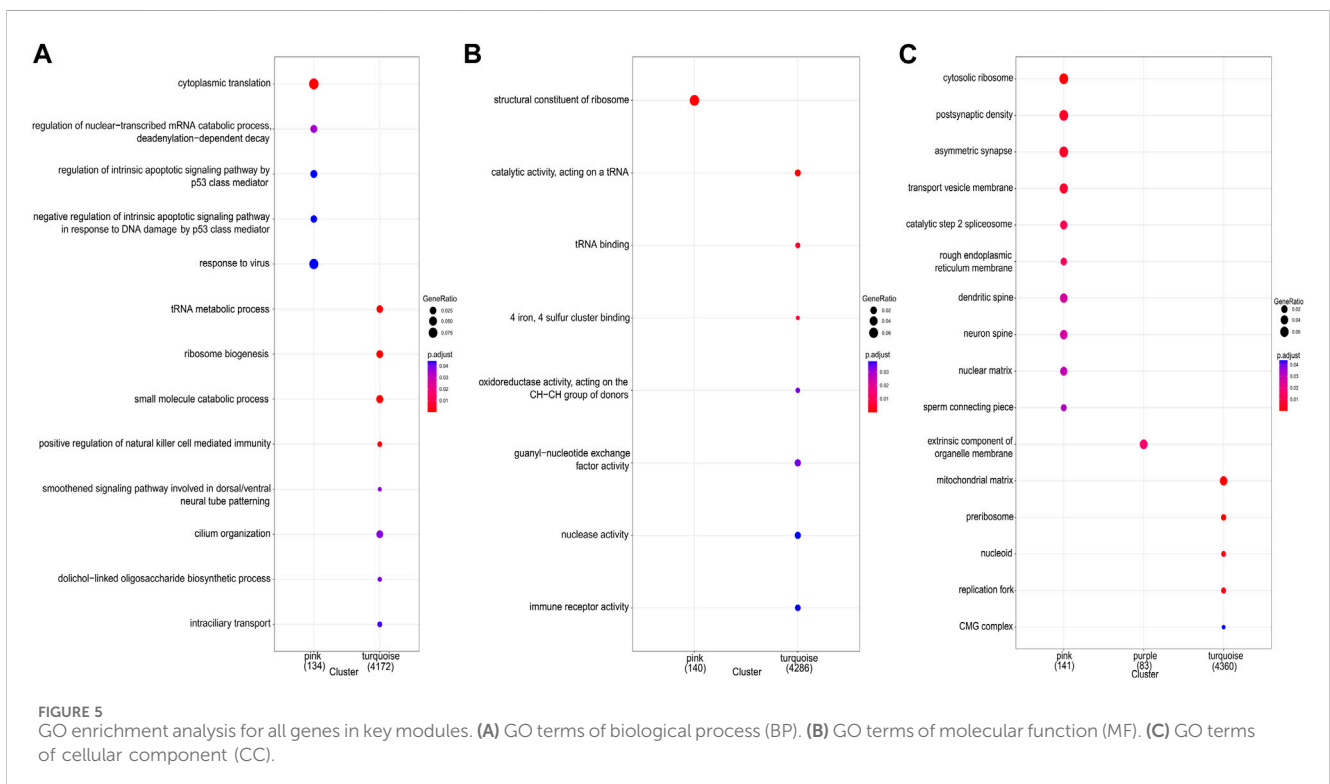 A
cytoplasmic translation
regulation of nuclear−transcribed mRNA catabolic process,
deadenylation−dependent decay
regulation of intrinsic apoptotic signaling pathway by
p53 class mediator
negative regulation of intrinsic apoptotic signaling pathway
in response to DNA damage by p53 class mediator
response to virus
tRNA metabolic process
ribosome biogenesis
small molecule catabolic process
positive regulation of natural killer cell mediated immunity
smoothened signaling pathway involved in dorsal/ventral
neural tube patterning
cilium organization
dolichol−linked oligosaccharide biosynthetic process
intraciliary transport
pink
(134)
turquoise
(4172)
Cluster
GeneRatio
0.025
0.050
0.075
p.adjust
0.04
0.03
0.02
0.01
B
structural constituent of ribosome
catalytic activity, acting on a tRNA
tRNA binding
4 iron, 4 sulfur cluster binding
oxidoreductase activity, acting on the
CH−CH group of donors
guanyl−nucleotide exchange
factor activity
nuclease activity
immune receptor activity
pink
(140)
turquoise
(4286)
Cluster
GeneRatio
0.02
0.04
0.06
p.adjust
0.03
0.02
0.01
C
cytosolic ribosome
postsynaptic density
asymmetric synapse
transport vesicle membrane
catalytic step 2 spliceosome
rough endoplasmic
reticulum membrane
dendritic spine
neuron spine
nuclear matrix
sperm connecting piece
extrinsic component of
organelle membrane
mitochondrial matrix
preribosome
nucleoid
replication fork
CMG complex
pink
(141)
purple
(83)
turquoise
(4360)
Cluster
GeneRatio
0.02
0.04
0.06
p.adjust
0.04
0.03
0.02
0.01
FIGURE 5
GO enrichment analysis for all genes in key modules. (A) GO terms of biological process (BP). (B) GO terms of molecular function (MF). (C) GO terms
of cellular component (CC).